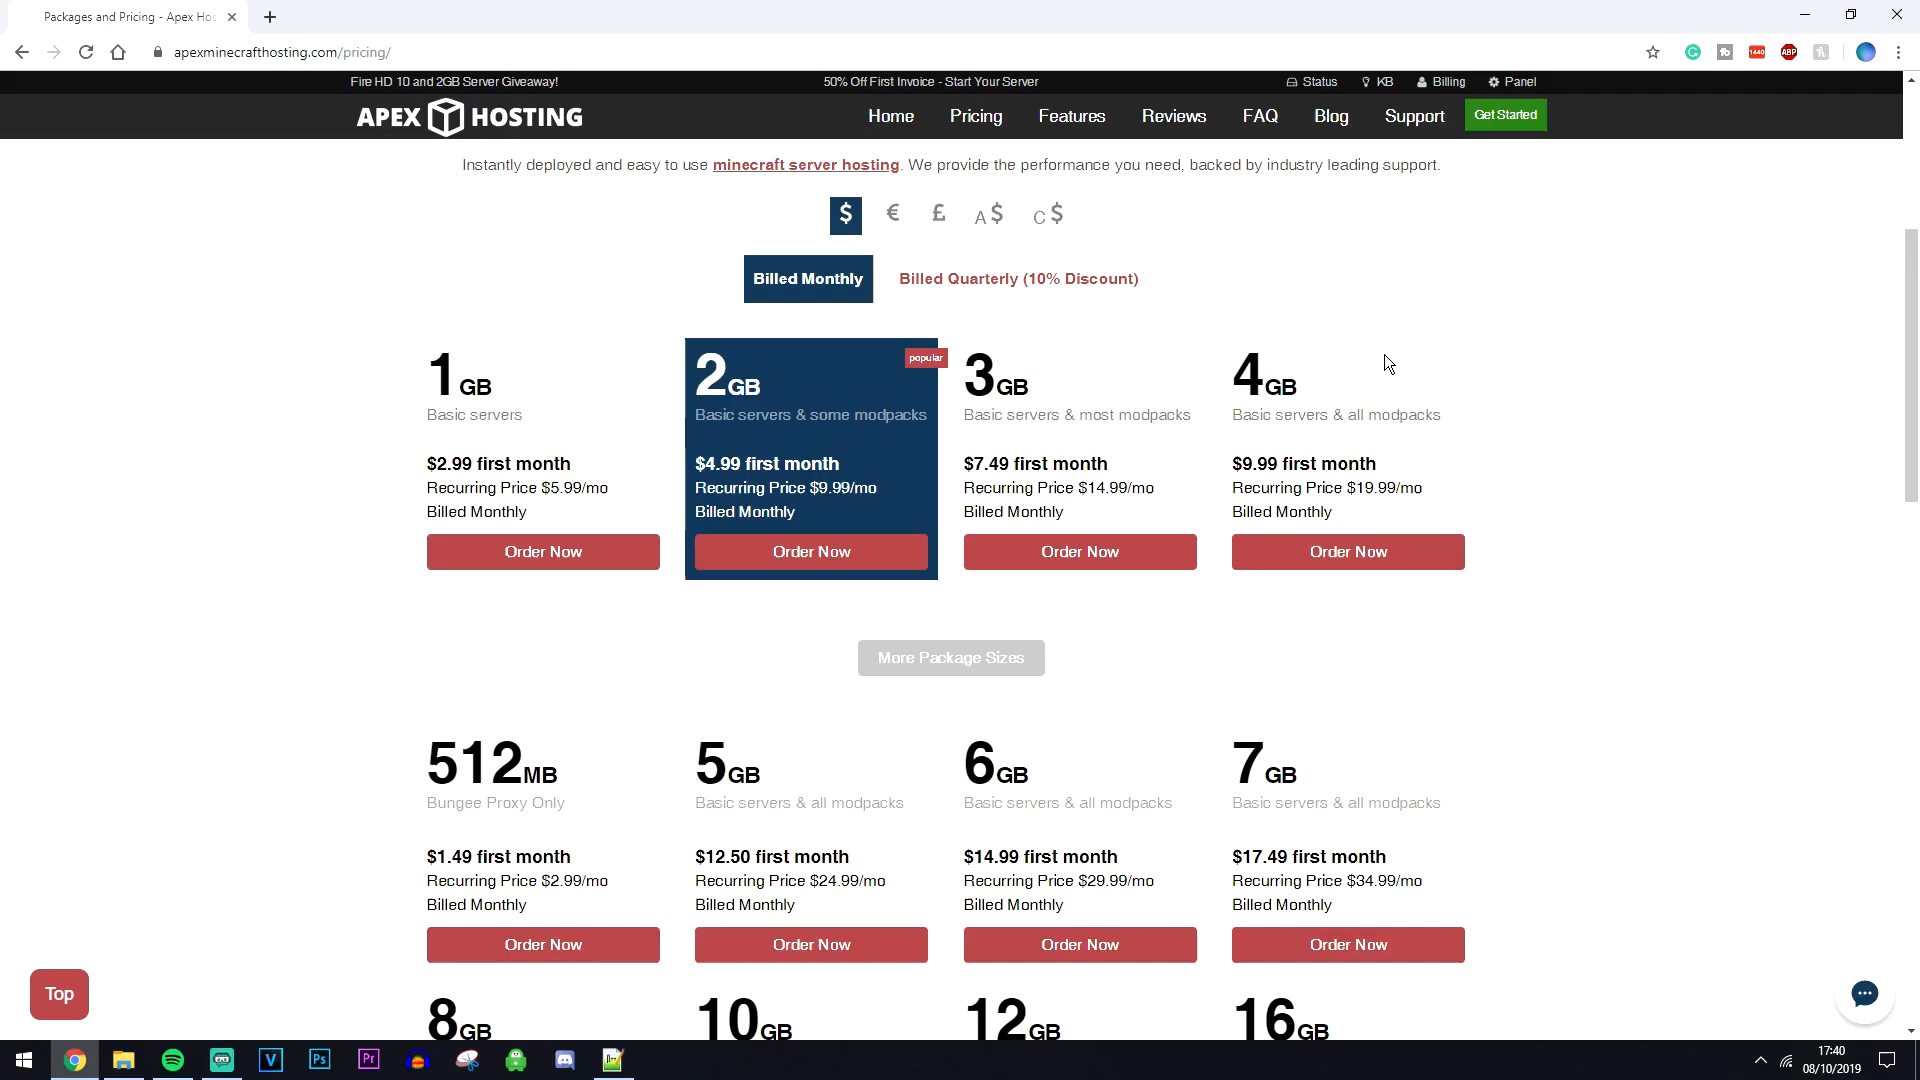 Packages and Pricing - Apex Hos
apexminecrafthosting.com/pricing/
1440
ABP
Fire HD 10 and 2GB Server Giveaway!
50% Off First Invoice - Start Your Server
Status
KB
Billing
Panel
APEX HOSTING
Home
Pricing
Features
Reviews
FAQ
Blog
Support
Get Started
Instantly deployed and easy to use minecraft server hosting. We provide the performance you need, backed by industry leading support.
$
€
£
A $
C $
Billed Monthly
Billed Quarterly (10% Discount)
1GB
Basic servers
$2.99 first month
Recurring Price $5.99/mo
Billed Monthly
Order Now
popular
2GB
Basic servers & some modpacks
$4.99 first month
Recurring Price $9.99/mo
Billed Monthly
Order Now
3GB
Basic servers & most modpacks
$7.49 first month
Recurring Price $14.99/mo
Billed Monthly
Order Now
4GB
Basic servers & all modpacks
$9.99 first month
Recurring Price $19.99/mo
Billed Monthly
Order Now
More Package Sizes
512MB
Bungee Proxy Only
$1.49 first month
Recurring Price $2.99/mo
Billed Monthly
Order Now
5GB
Basic servers & all modpacks
$12.50 first month
Recurring Price $24.99/mo
Billed Monthly
Order Now
6GB
Basic servers & all modpacks
$14.99 first month
Recurring Price $29.99/mo
Billed Monthly
Order Now
7GB
Basic servers & all modpacks
$17.49 first month
Recurring Price $34.99/mo
Billed Monthly
Order Now
8GB
10GB
12GB
16GB
Top
V
Ps
Pr
17:40
08/10/2019